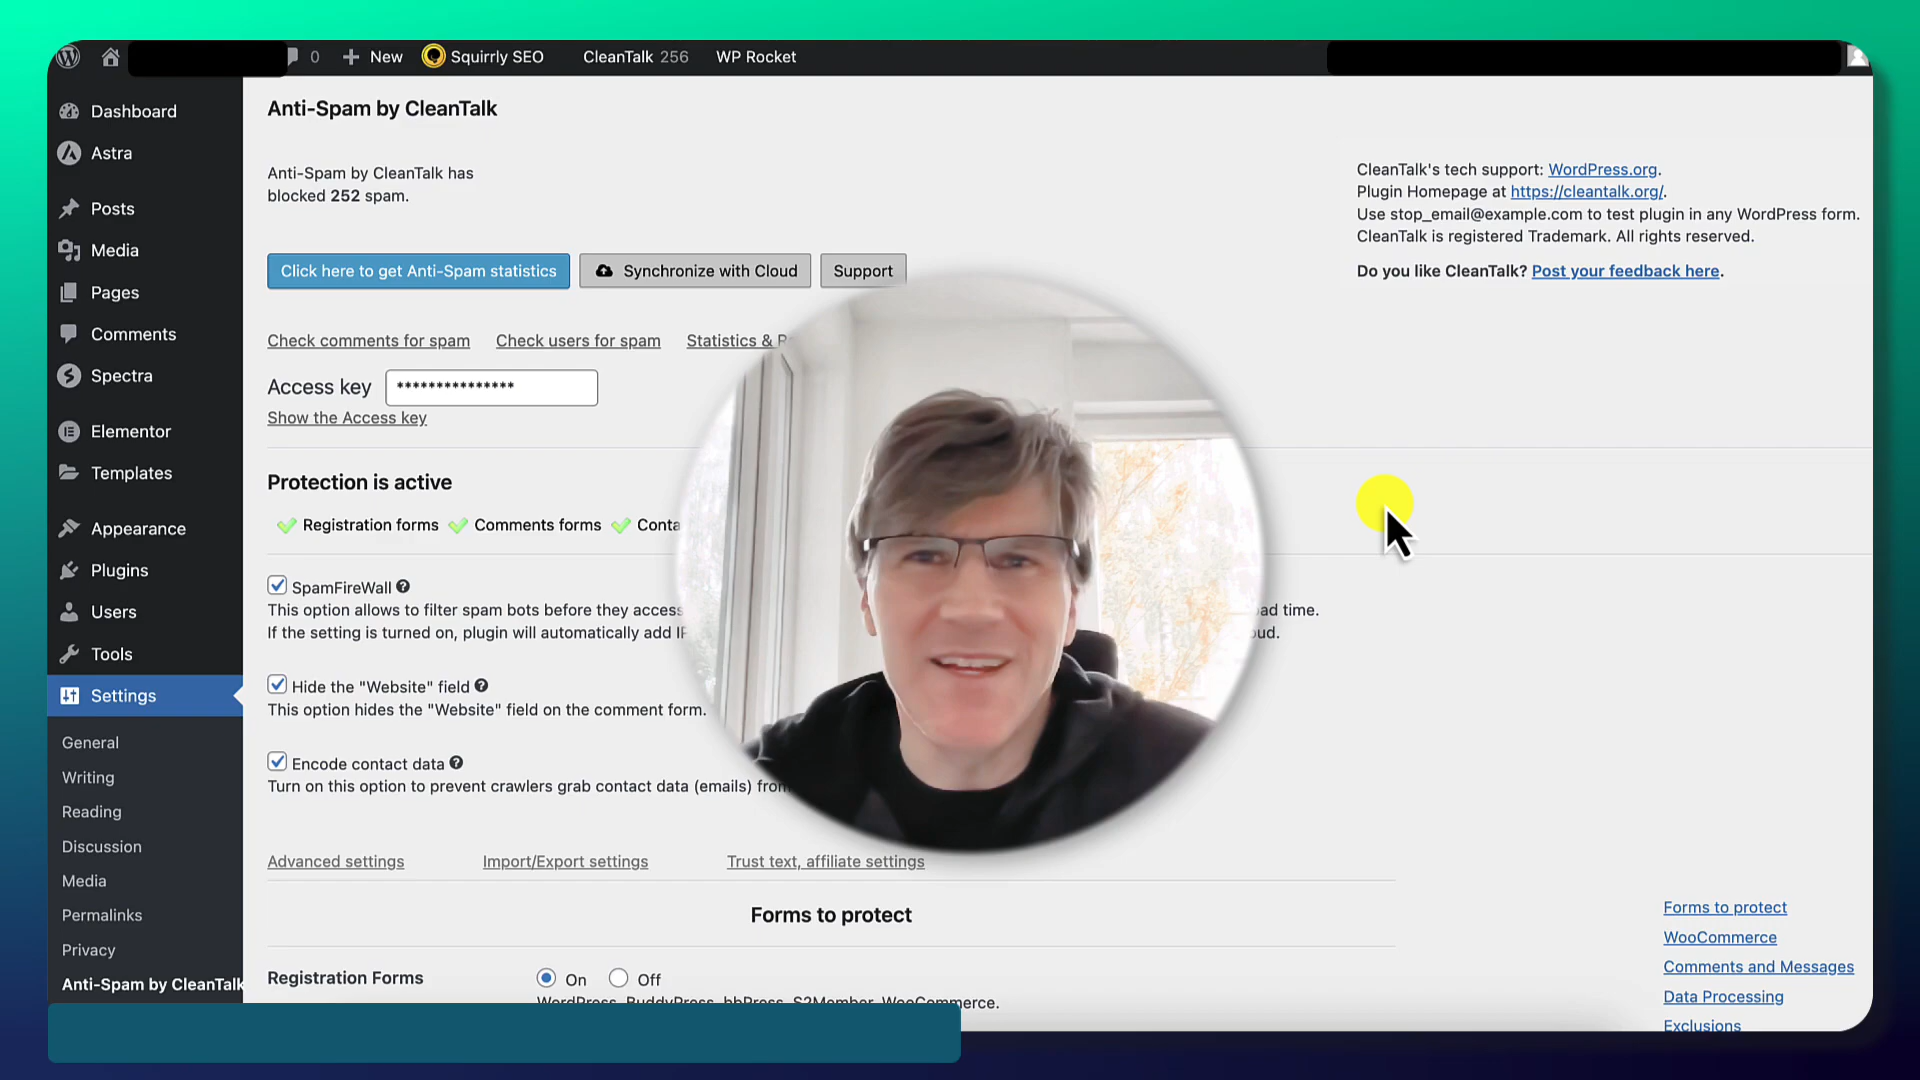 0 New Squirrly SEO CleanTalk 256 WP Rocket
Dashboard
Astra
Posts
Media
Pages
Comments
Spectra
Elementor
Templates
Appearance
Plugins
Users
Tools
Settings
General
Writing
Reading
Discussion
Media
Permalinks
Privacy
Anti-Spam by CleanTalk
Anti-Spam by CleanTalk
Anti-Spam by CleanTalk has
blocked 252 spam.
CleanTalk's tech support: WordPress.org.
Plugin Homepage at https://cleantalk.org/.
Use stop_email@example.com to test plugin in any WordPress form.
CleanTalk is registered Trademark. All rights reserved.
Do you like CleanTalk? Post your feedback here.
Click here to get Anti-Spam statistics Synchronize with Cloud Support
Check comments for spam Check users for spam Statistics &
Access key ***************
Show the Access key
Protection is active
Registration forms Comments forms Conta
SpamFireWall
This option allows to filter spam bots before they access ad time.
If the setting is turned on, plugin will automatically add oud.
Hide the "Website" field
This option hides the "Website" field on the comment form.
Encode contact data
Turn on this option to prevent crawlers grab contact data (emails) from
Advanced settings Import/Export settings Trust text, affiliate settings
Forms to protect
Registration Forms On Off
WordPress, BuddyPress, bbPress, S2Member, WooCommerce.
Forms to protect
WooCommerce
Comments and Messages
Data Processing
Exclusions